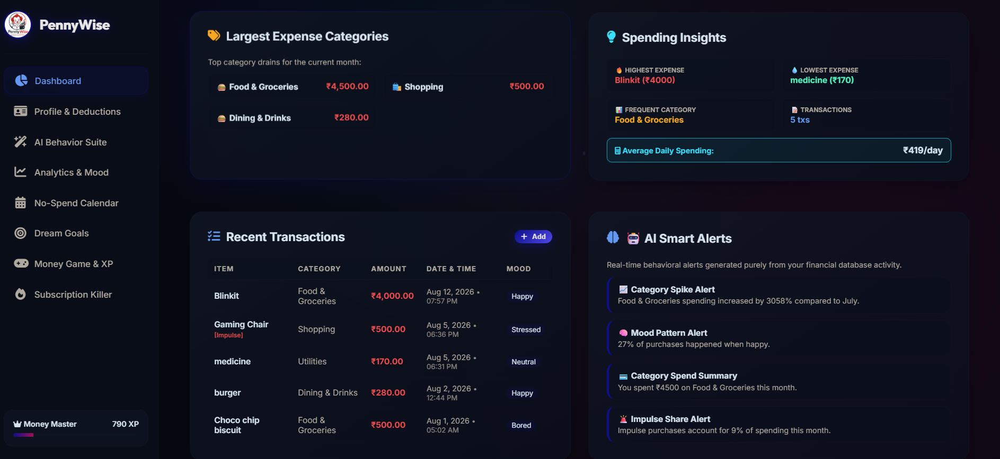 PennyWise
PennyWise
Dashboard
Profile & Deductions
AI Behavior Suite
Analytics & Mood
No-Spend Calendar
Dream Goals
Money Game & XP
Subscription Killer
Money Master 790 XP
Largest Expense Categories
Top category drains for the current month:
Food & Groceries ₹4,500.00
Shopping ₹500.00
Dining & Drinks ₹280.00
Spending Insights
HIGHEST EXPENSE
Blinkit (₹4000)
LOWEST EXPENSE
medicine (₹170)
FREQUENT CATEGORY
Food & Groceries
TRANSACTIONS
5 txs
Average Daily Spending: ₹419/day
Recent Transactions
+ Add
ITEM CATEGORY AMOUNT DATE & TIME MOOD
Blinkit Food & Groceries ₹4,000.00 Aug 12, 2026 • 07:57 PM Happy
Gaming Chair [Impulse] Shopping ₹500.00 Aug 5, 2026 • 06:36 PM Stressed
medicine Utilities ₹170.00 Aug 5, 2026 • 06:31 PM Neutral
burger Dining & Drinks ₹280.00 Aug 2, 2026 • 12:44 PM Happy
Choco chip biscuit Food & Groceries ₹500.00 Aug 1, 2026 • 05:02 AM Bored
AI Smart Alerts
Real-time behavioral alerts generated purely from your financial database activity.
Category Spike Alert
Food & Groceries spending increased by 3058% compared to July.
Mood Pattern Alert
27% of purchases happened when happy.
Category Spend Summary
You spent ₹4500 on Food & Groceries this month.
Impulse Share Alert
Impulse purchases account for 9% of spending this month.